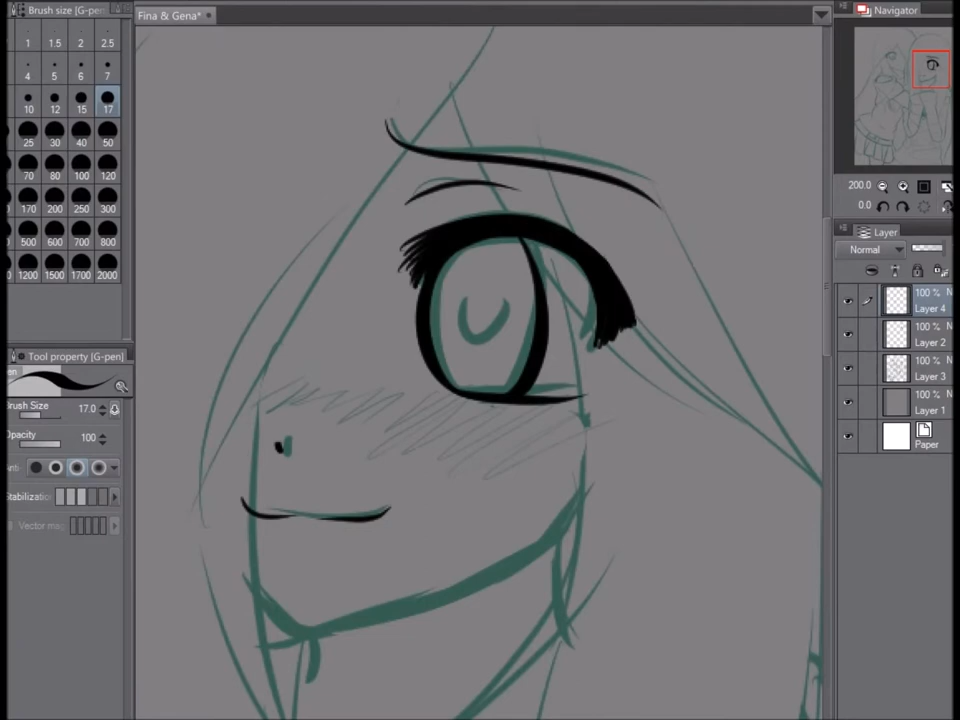 Brush size [G-pen
Fina & Gena*
Navigator
1 1.5 2 2.5
4 5 6 7
10 12 15 17
25 30 40 50
70 80 100 120
170 200 250 300
500 600 700 800
1200 1500 1700 2000
200.0
0.0
Layer
Normal
100 % N
Layer 4
100 % N
Layer 2
100 % N
Layer 3
100 % N
Layer 1
100 % N
Paper
Tool property [G-pen]
en
Brush Size 17.0
Opacity 100
Anti-
Stabilization
Vector mag